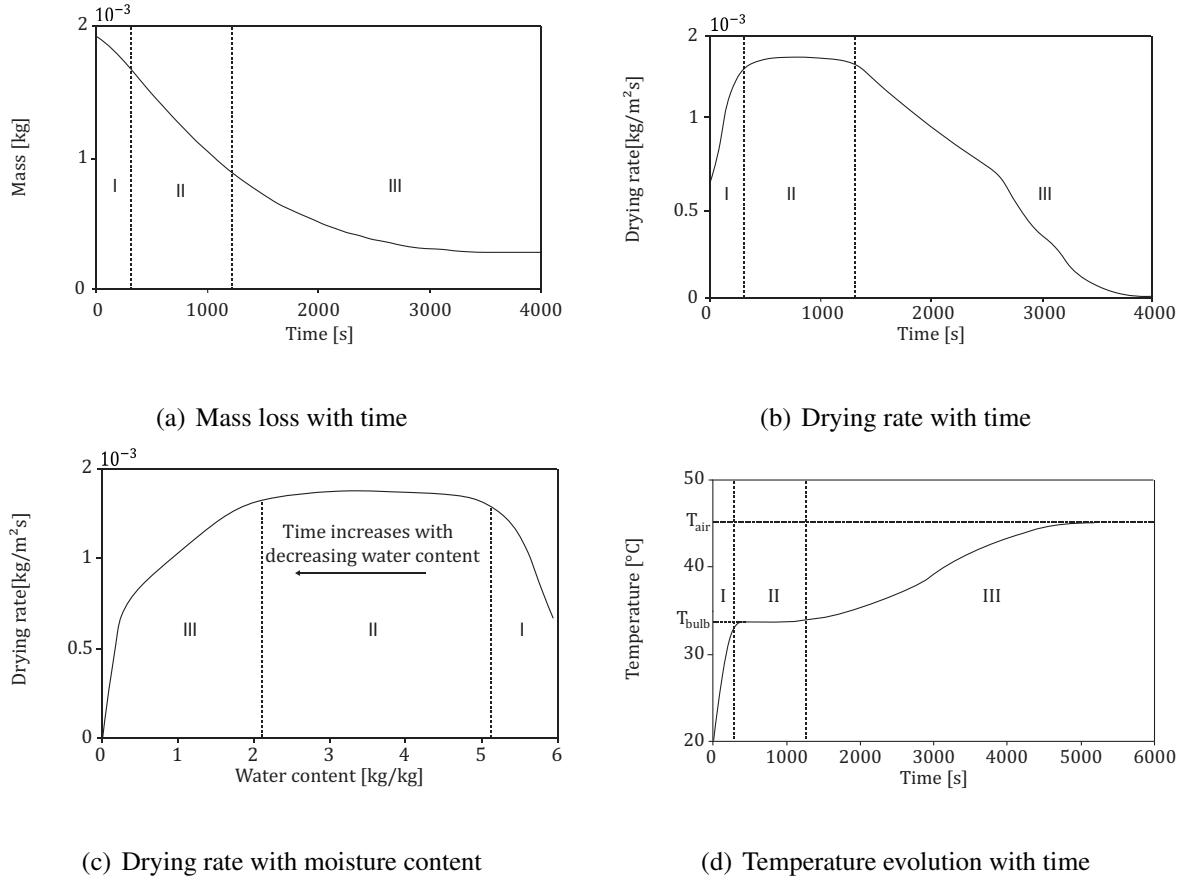 2 10⁻³
Mass [kg]
1
0
I
II
III
0 1000 2000 3000 4000
Time [s]
(a) Mass loss with time
2 10⁻³
Drying rate[kg/m²s]
1
0.5
0
I
II
III
0 1000 2000 3000 4000
Time [s]
(b) Drying rate with time
2 10⁻³
Drying rate[kg/m²s]
1
0.5
0
Time increases with
decreasing water content
III
II
I
0 1 2 3 4 5 6
Water content [kg/kg]
(c) Drying rate with moisture content
50
T_air
40
T_bulb
30
20
Temperature [°C]
I
II
III
0 1000 2000 3000 4000 5000 6000
Time [s]
(d) Temperature evolution with time